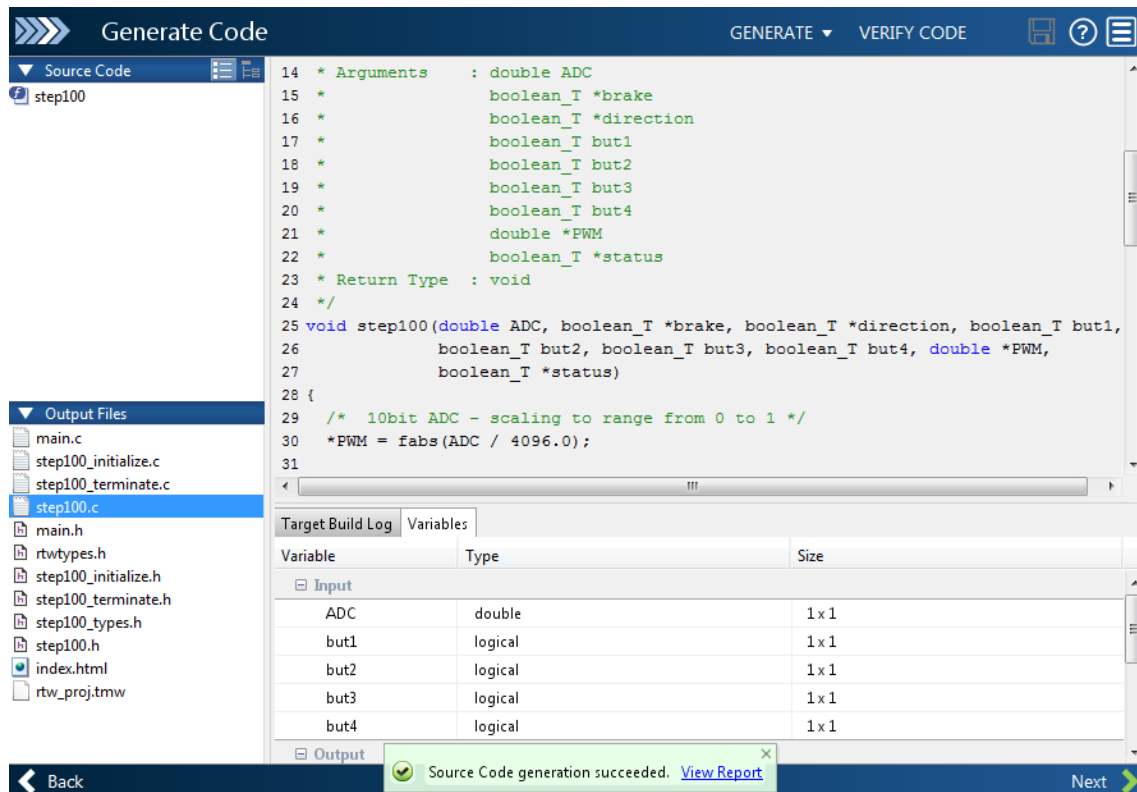 Generate Code
GENERATE VERIFY CODE
?
Source Code
step100
14 * Arguments : double ADC
15 * boolean_T *brake
16 * boolean_T *direction
17 * boolean_T but1
18 * boolean_T but2
19 * boolean_T but3
20 * boolean_T but4
21 * double *PWM
22 * boolean_T *status
23 * Return Type : void
24 */
25 void step100(double ADC, boolean_T *brake, boolean_T *direction, boolean_T but1,
26 boolean_T but2, boolean_T but3, boolean_T but4, double *PWM,
27 boolean_T *status)
28 {
29 /* 10bit ADC - scaling to range from 0 to 1 */
30 *PWM = fabs(ADC / 4096.0);
31
Output Files
main.c
step100_initialize.c
step100_terminate.c
step100.c
main.h
rtwtypes.h
step100_initialize.h
step100_terminate.h
step100_types.h
step100.h
index.html
rtw_proj.tmw
Target Build Log Variables
Variable Type Size
Input
ADC double 1 x 1
but1 logical 1 x 1
but2 logical 1 x 1
but3 logical 1 x 1
but4 logical 1 x 1
Output
Source Code generation succeeded. View Report
Back
Next